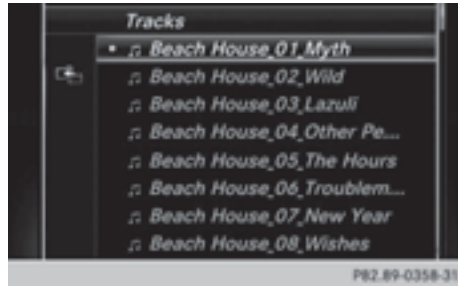 Tracks
Beach House_01_Myth
Beach House_02_Wild
Beach House_03_Lazuli
Beach House_04_Other Pe...
Beach House_05_The Hours
Beach House_06_Troublem...
Beach House_07_New Year
Beach House_08_Wishes
P82.89-0358-31